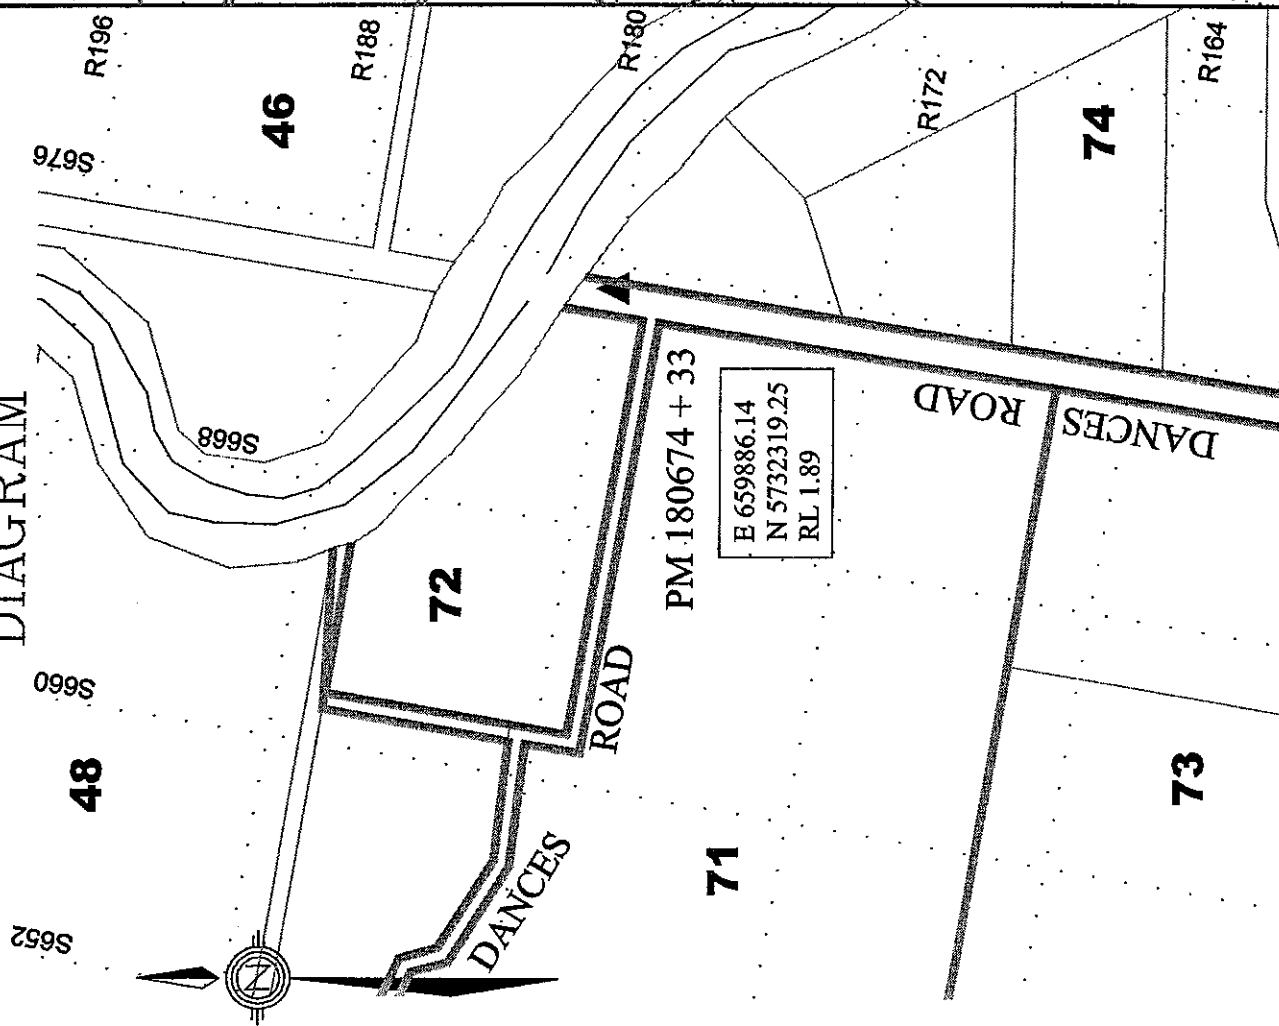 DIAGRAM
R196
R188
R180
R172
R164
S676
S668
S660
S652
46
74
48
72
71
73
PM 180674 + 33
E 659886.14
N 5732319.25
RL 1.89
DANCES
ROAD
DANCES
ROAD
N